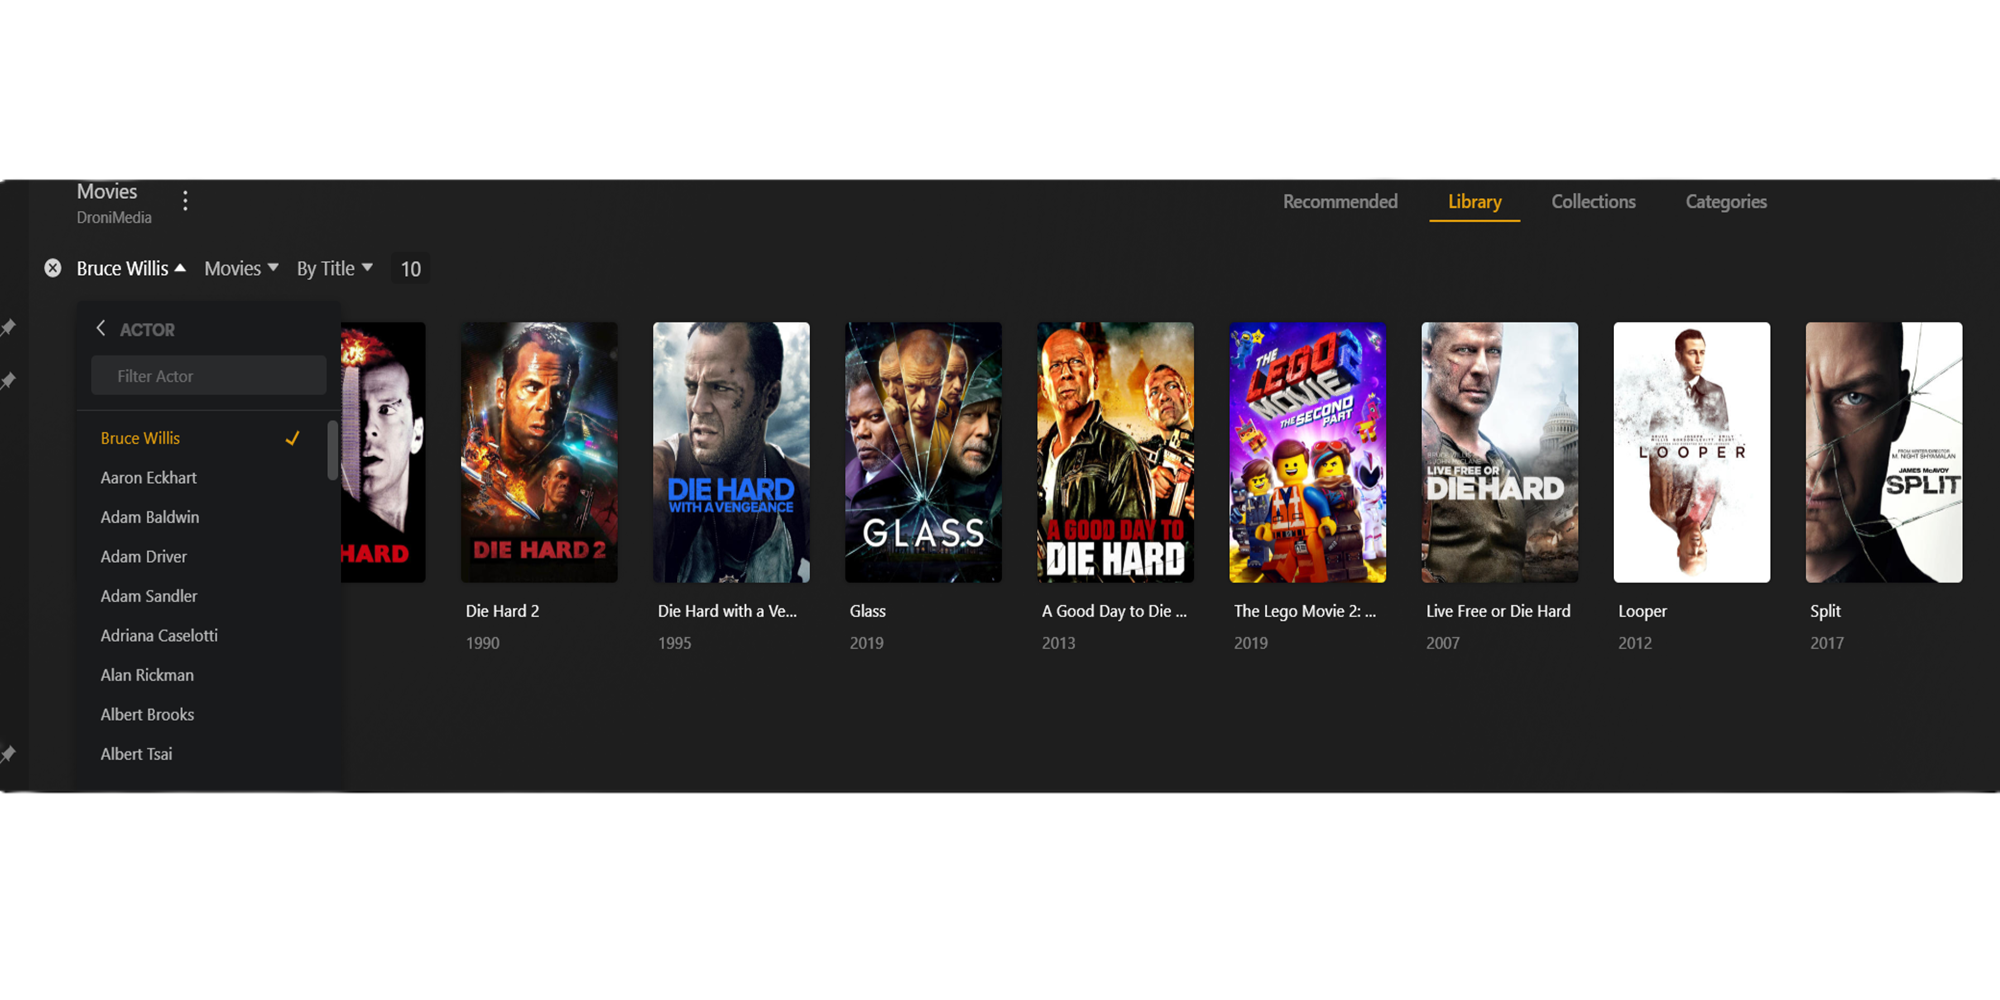 Movies
DroniMedia
Recommended
Library
Collections
Categories
Bruce Willis
Movies
By Title
10
ACTOR
Filter Actor
Bruce Willis
Aaron Eckhart
Adam Baldwin
Adam Driver
Adam Sandler
Adriana Caselotti
Alan Rickman
Albert Brooks
Albert Tsai
HARD
DIE HARD 2
Die Hard 2
1990
DIE HARD
WITH A VENGEANCE
Die Hard with a Ve...
1995
GLASS
Glass
2019
A GOOD DAY TO
DIE HARD
A Good Day to Die ...
2013
THE
LEGO
MOVIE 2
THE SECOND
PART
The Lego Movie 2: ...
2019
LIVE FREE OR
DIE HARD
Live Free or Die Hard
2007
LOOPER
Looper
2012
M. NIGHT SHYAMALAN
JAMES McAVOY
SPLIT
Split
2017